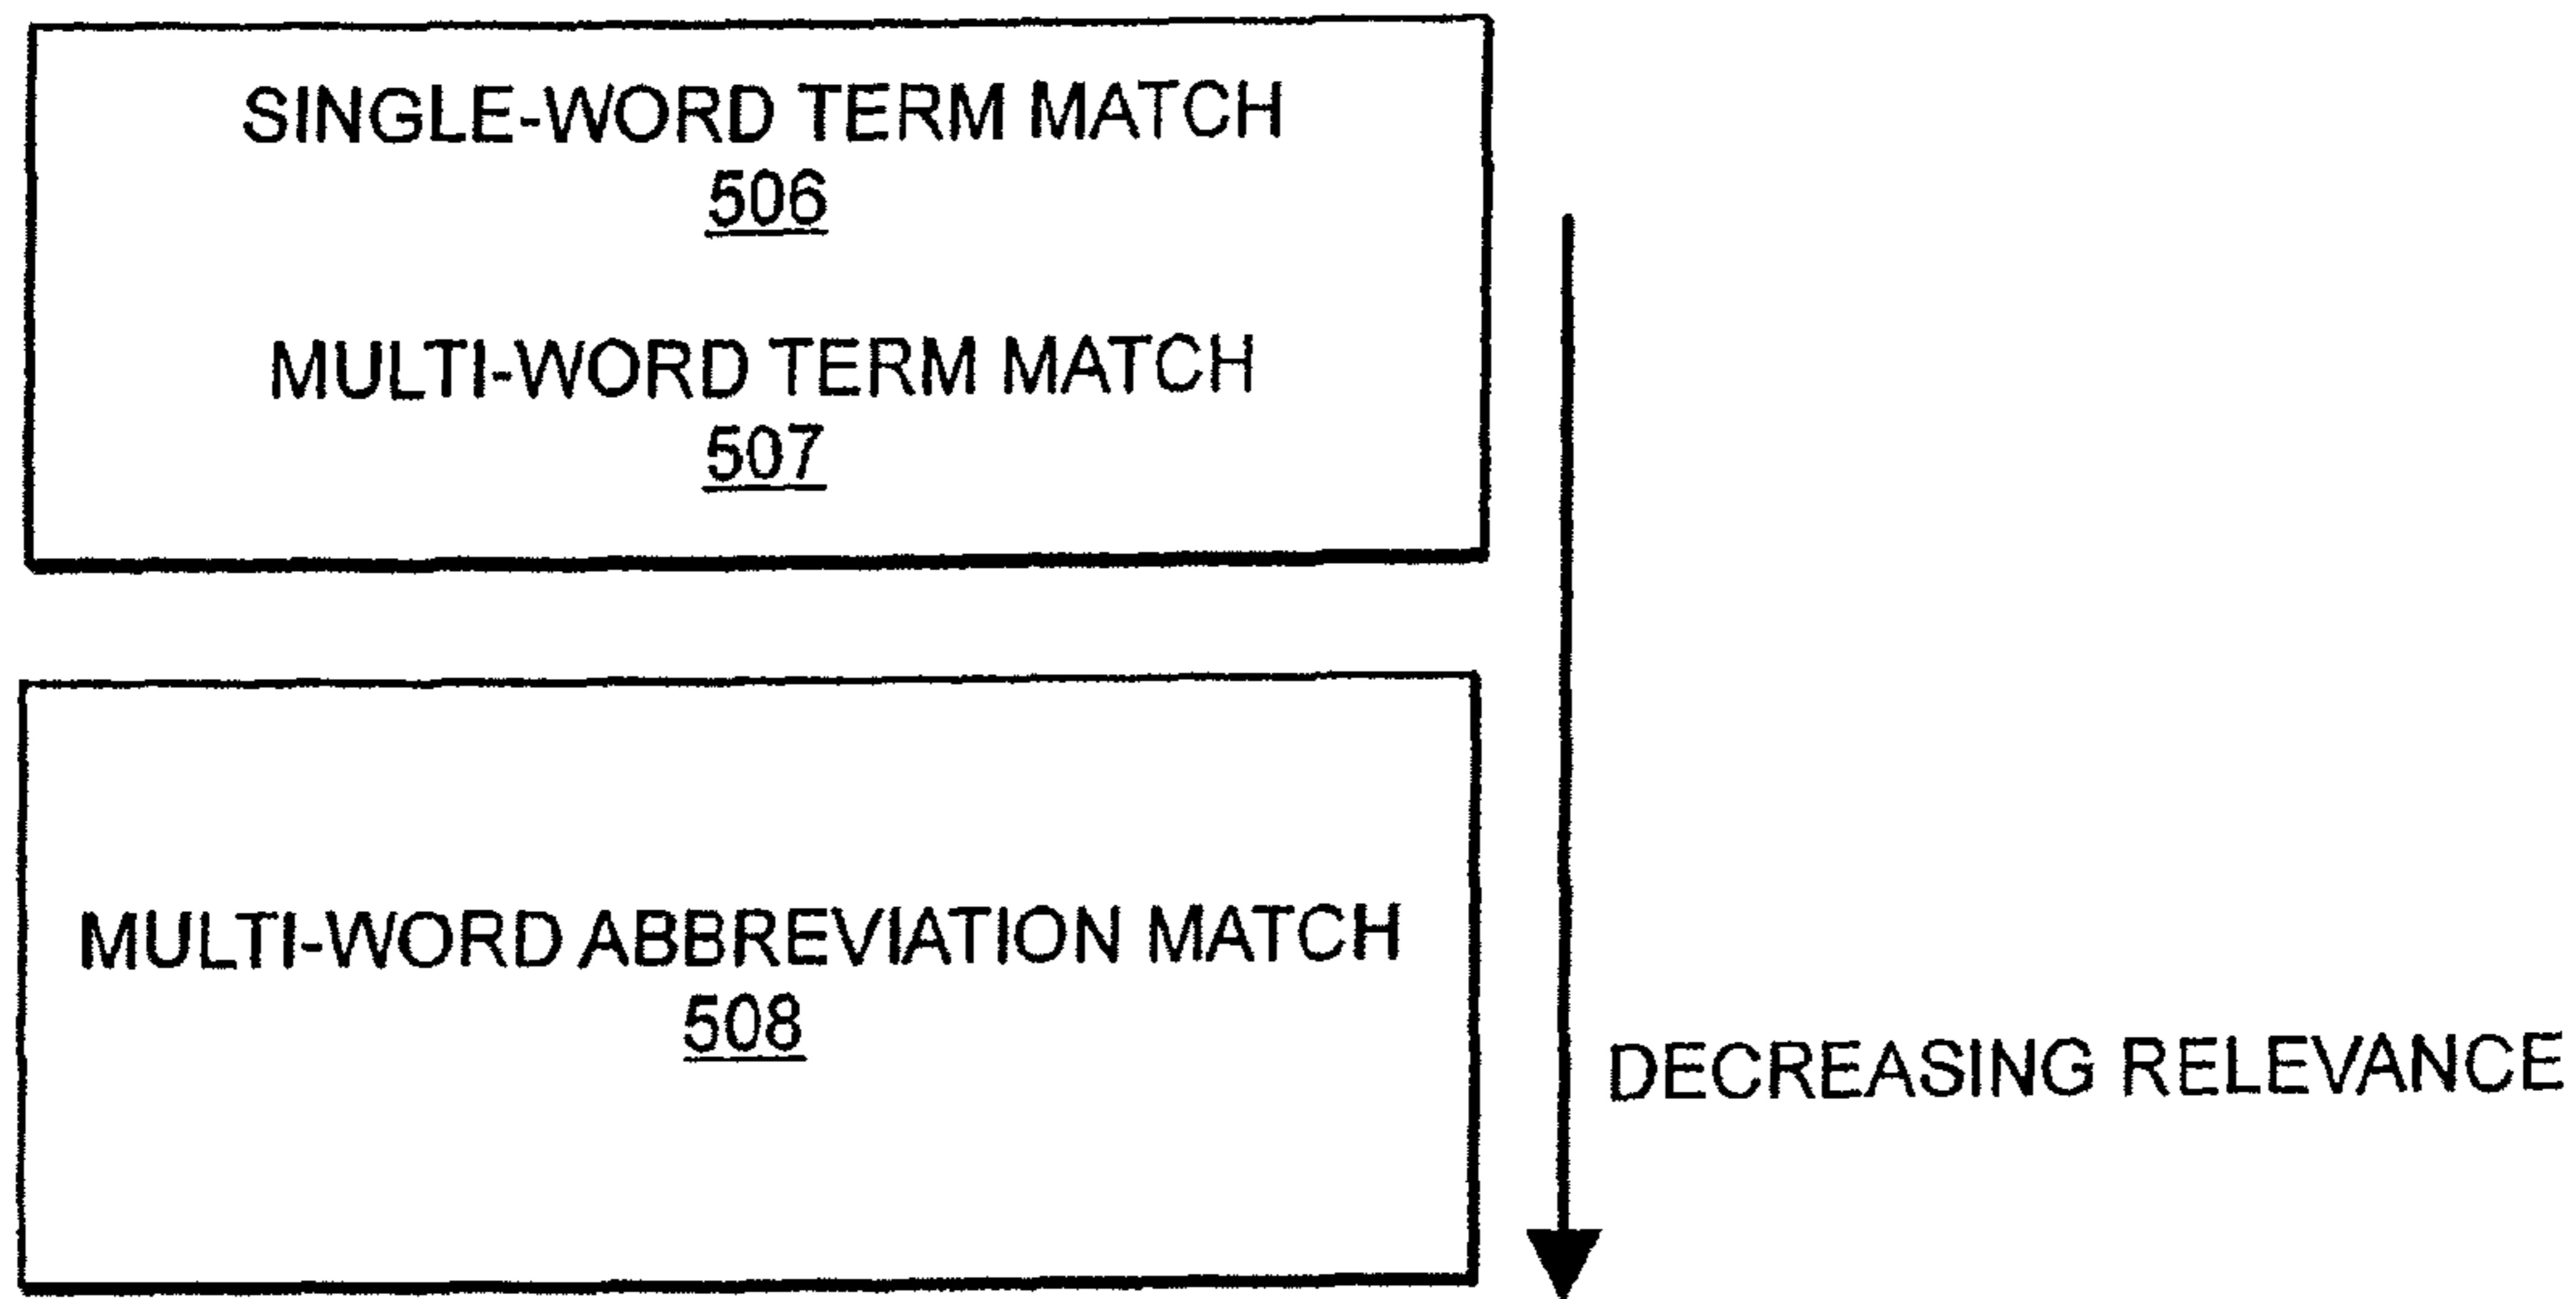 SINGLE-WORD TERM MATCH
506
MULTI-WORD TERM MATCH
507
MULTI-WORD ABBREVIATION MATCH
508
DECREASING RELEVANCE